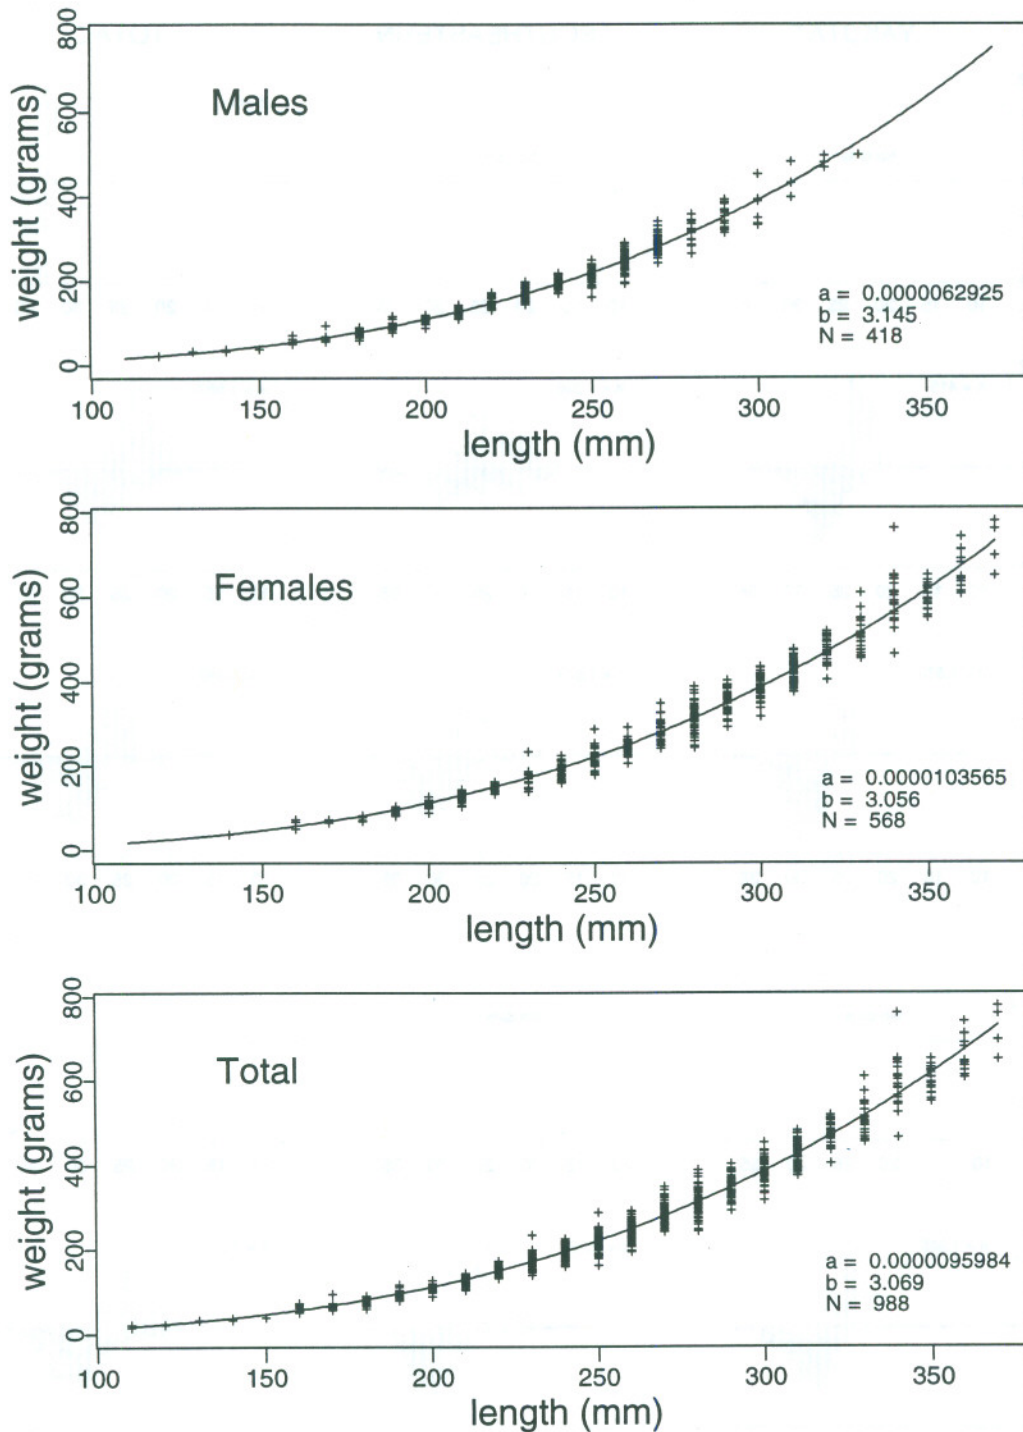 800
600
400
200
0
weight (grams)
Males
a = 0.0000062925
b = 3.145
N = 418
100 150 200 250 300 350
length (mm)
800
600
400
200
0
weight (grams)
Females
a = 0.0000103565
b = 3.056
N = 568
100 150 200 250 300 350
length (mm)
800
600
400
200
0
weight (grams)
Total
a = 0.0000095984
b = 3.069
N = 988
100 150 200 250 300 350
length (mm)